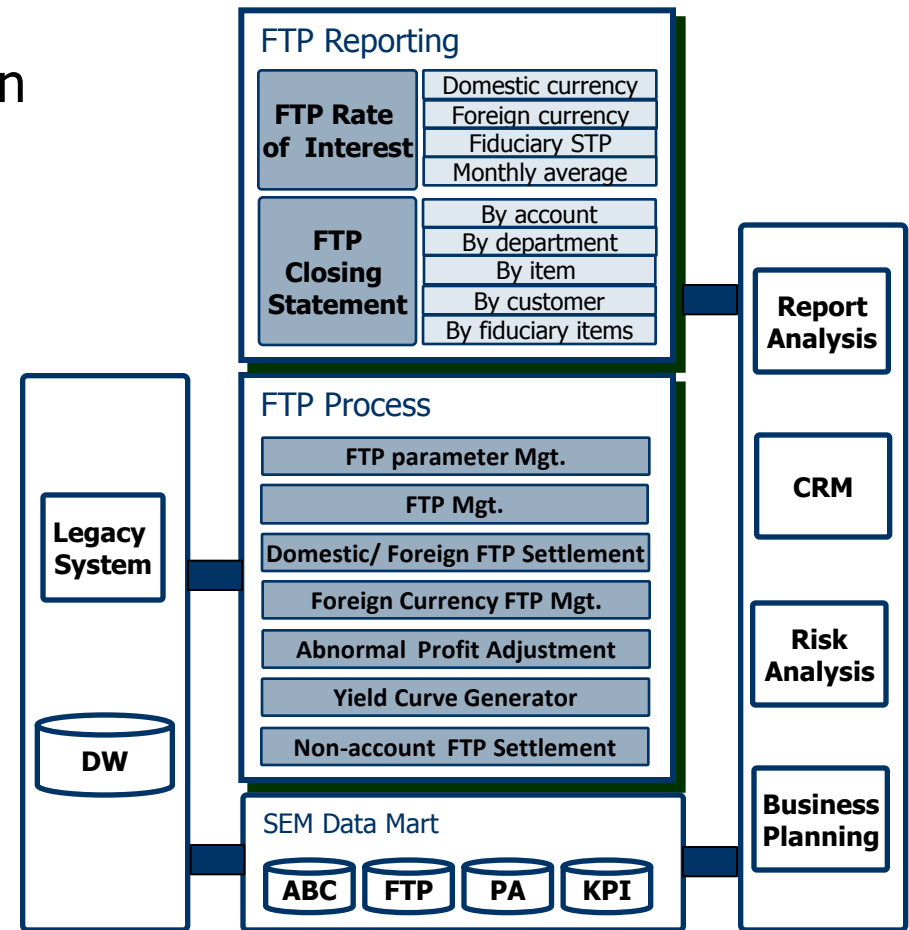 n
FTP Reporting
FTP Rate
of Interest
Domestic currency
Foreign currency
Fiduciary STP
Monthly average
FTP
Closing
Statement
By account
By department
By item
By customer
By fiduciary items
Legacy
System
DW
FTP Process
FTP parameter Mgt.
FTP Mgt.
Domestic/ Foreign FTP Settlement
Foreign Currency FTP Mgt.
Abnormal Profit Adjustment
Yield Curve Generator
Non-account FTP Settlement
SEM Data Mart
ABC
FTP
PA
KPI
Report
Analysis
CRM
Risk
Analysis
Business
Planning